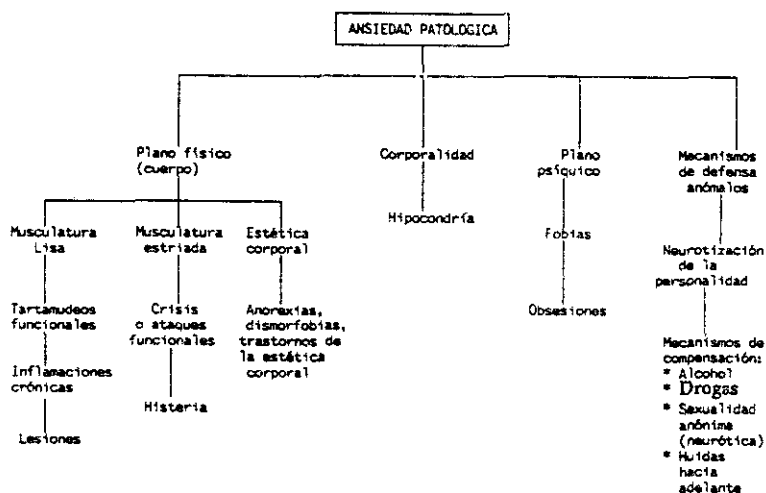 ANSIEDAD PATOLOGICA
Plano físico
(cuerpo)
Corporalidad
Plano
psíquico
Mecanismos
de defensa
anómalos
Musculatura
Lisa
Musculatura
estriada
Estética
corporal
Hipocondría
Fobias
Neurotización
de la
personalidad
Tartamudeos
funcionales
Crisis
o ataques
funcionales
Anorexias,
dismorfobias,
trastornos de
la estética
corporal
Obsesiones
Inflamaciones
crónicas
Histeria
Lesiones
Mecanismos de
compensación:
* Alcohol
* Drogas
* Sexualidad
anónima
(neurótica)
* Huidas
hacia
adelante